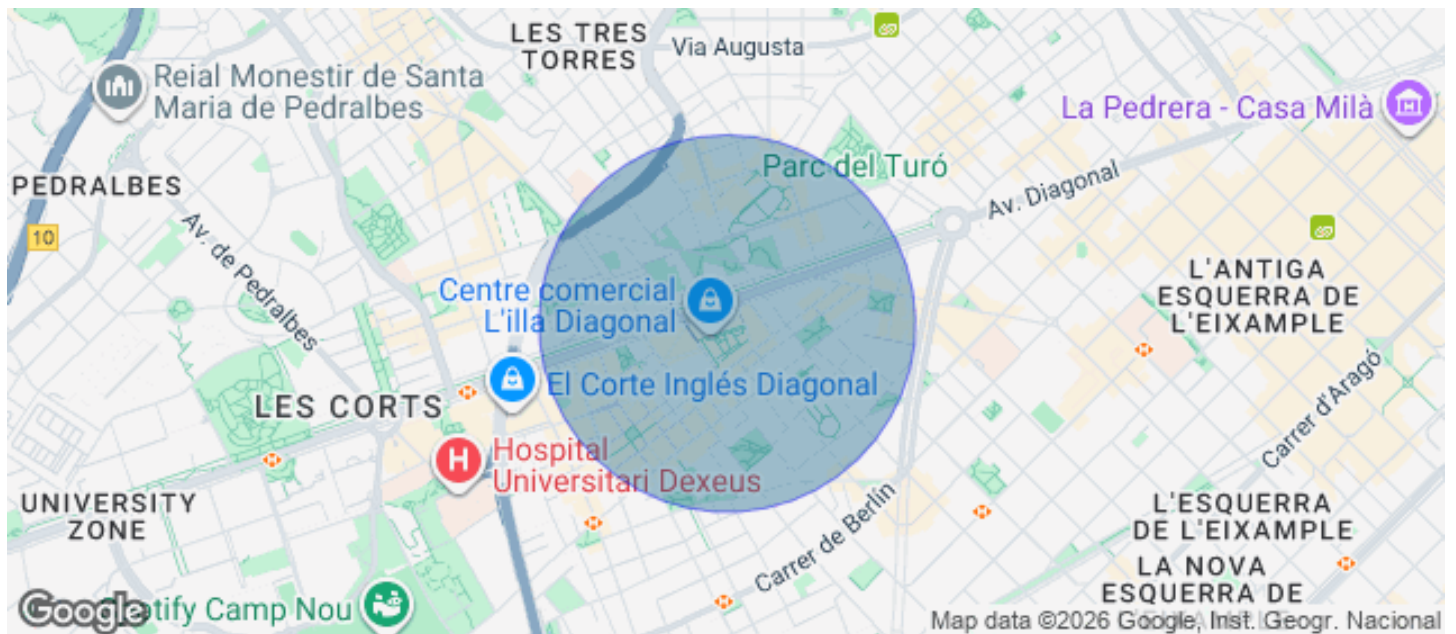 LES TRES
TORRES
Via Augusta
Reial Monestir de Santa
Maria de Pedralbes
La Pedrera - Casa Milà
Parc del Turó
PEDRALBES
Av. Diagonal
10
Av. de Pedralbes
L'ANTIGA
ESQUERRA DE
L'EIXAMPLE
Centre comercial
L'illa Diagonal
El Corte Inglés Diagonal
LES CORTS
Carrer d'Aragó
H
Hospital
Universitari Dexeus
UNIVERSITY
ZONE
Carrer de Berlín
L'ESQUERRA
DE L'EIXAMPLE
LA NOVA
ESQUERRA DE
Google
Camp Nou
Map data ©2026 Google, Inst. Geogr. Nacional